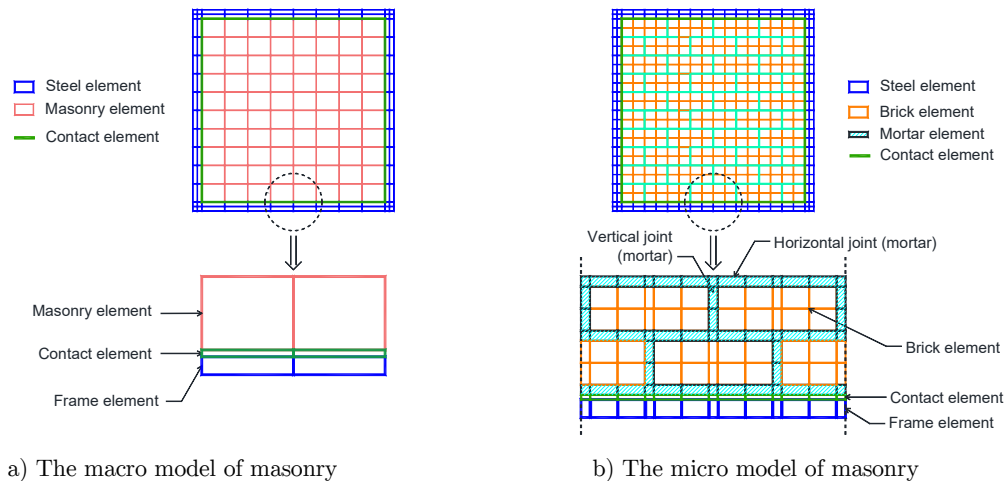 Steel element
Masonry element
Contact element
Masonry element
Contact element
Frame element
a) The macro model of masonry
Steel element
Brick element
Mortar element
Contact element
Vertical joint
(mortar)
Horizontal joint (mortar)
Brick element
Contact element
Frame element
b) The micro model of masonry